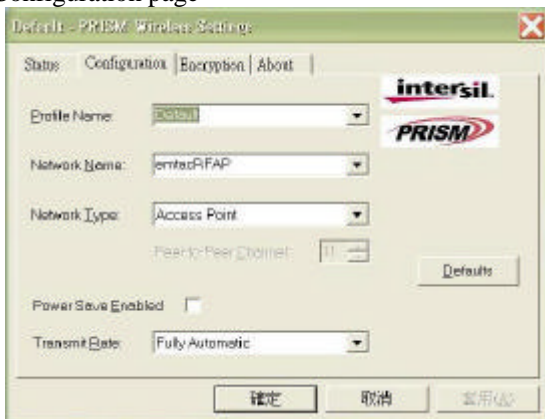 Configuration page
Default - PRISM Wireless Settings
Status Configuration Encryption About
intersil.
PRISM
Profile Name: Default
Network Name:
Network Type: Access Point
Peer-to-Peer Channel: 11
Defaults
Power Save Enabled
Transmit Rate: Fully Automatic
確定 取消 套用(A)